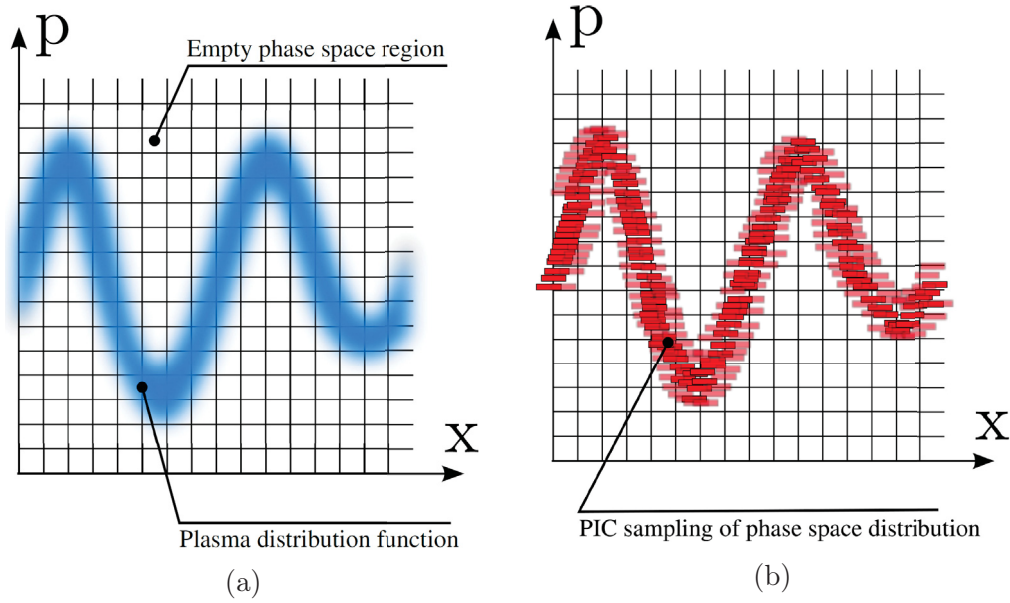 p
Empty phase space region
x
Plasma distribution function
(a)
p
x
PIC sampling of phase space distribution
(b)